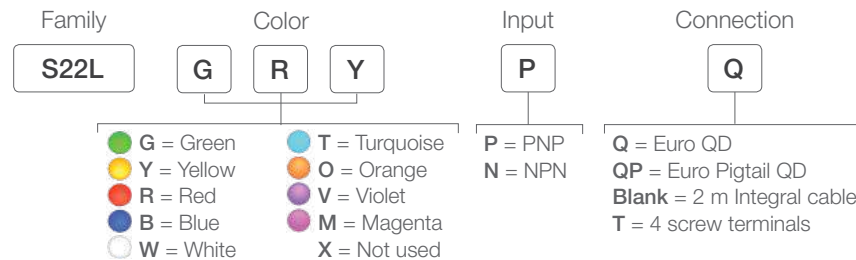 Family Color Input Connection
S22L G R Y P Q
G = Green T = Turquoise P = PNP Q = Euro QD
Y = Yellow O = Orange N = NPN QP = Euro Pigtail QD
R = Red V = Violet Blank = 2 m Integral cable
B = Blue M = Magenta T = 4 screw terminals
W = White X = Not used